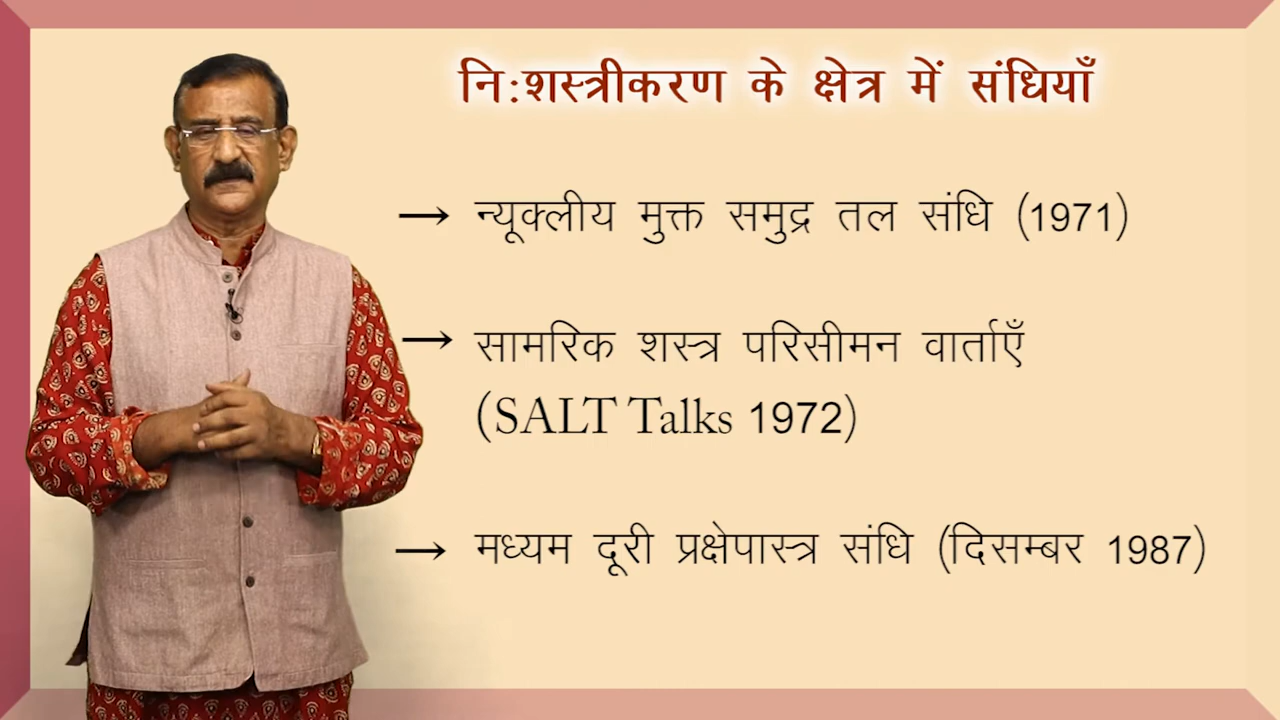 नि:शस्त्रीकरण के क्षेत्र में संधियाँ
→ न्यूक्लीय मुक्त समुद्र तल संधि (1971)
→ सामरिक शस्त्र परिसीमन वार्ताएँ
(SALT Talks 1972)
→ मध्यम दूरी प्रक्षेपास्त्र संधि (दिसम्बर 1987)